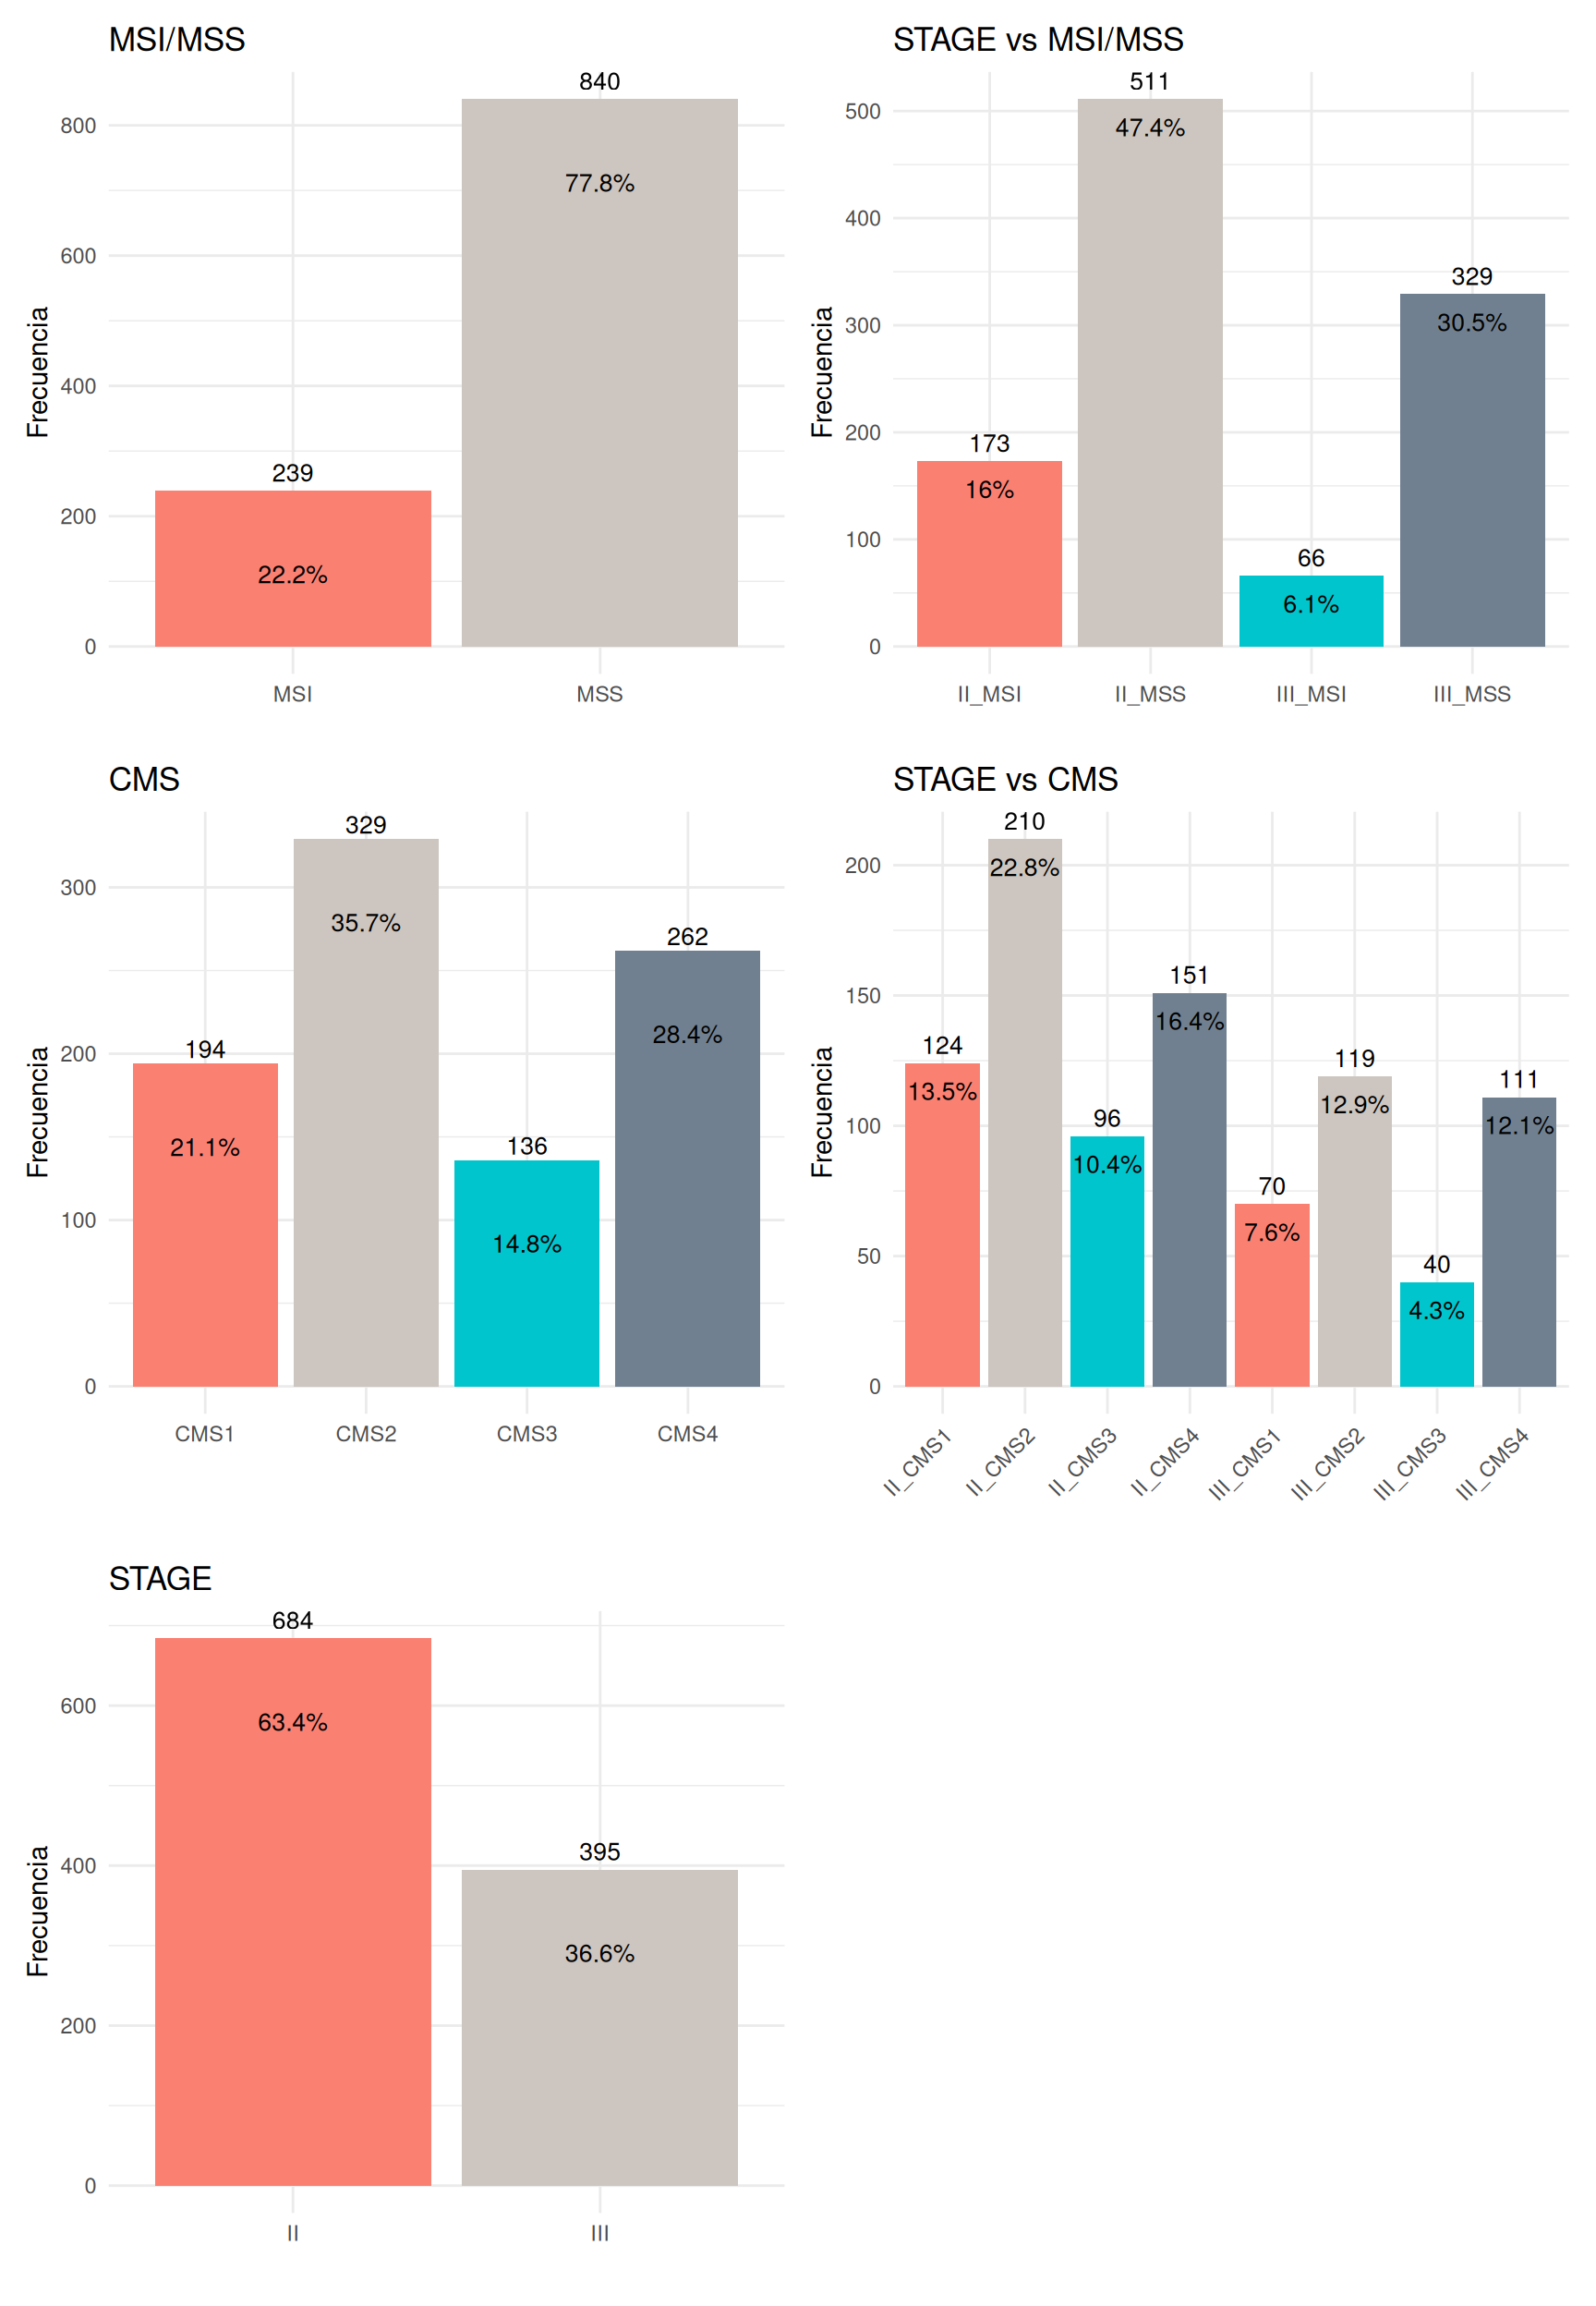 MSI/MSS
Frecuencia
800
600
400
200
0
840
77.8%
239
22.2%
MSI
MSS
STAGE vs MSI/MSS
Frecuencia
500
400
300
200
100
0
173
16%
511
47.4%
66
6.1%
329
30.5%
II_MSI
II_MSS
III_MSI
III_MSS
CMS
Frecuencia
300
200
100
0
194
21.1%
329
35.7%
136
14.8%
262
28.4%
CMS1
CMS2
CMS3
CMS4
STAGE vs CMS
Frecuencia
200
150
100
50
0
124
13.5%
210
22.8%
96
10.4%
151
16.4%
70
7.6%
119
12.9%
40
4.3%
111
12.1%
II_CMS1
II_CMS2
II_CMS3
II_CMS4
III_CMS1
III_CMS2
III_CMS3
III_CMS4
STAGE
Frecuencia
600
400
200
0
684
63.4%
395
36.6%
II
III